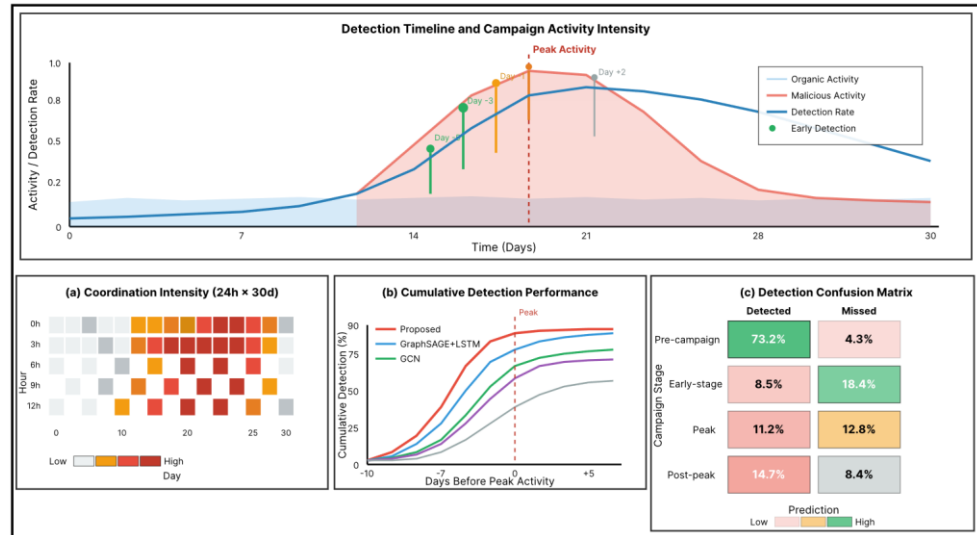 Detection Timeline and Campaign Activity Intensity
Peak Activity
Activity / Detection Rate
1.0
0.8
0.5
0.2
0
Day -5
Day -3
Day
Day +2
Organic Activity
Malicious Activity
Detection Rate
Early Detection
0 7 14 21 28 30
Time (Days)
(a) Coordination Intensity (24h × 30d)
Hour
0h
3h
6h
9h
12h
0 10 15 20 25 30
Low High
Day
(b) Cumulative Detection Performance
Peak
Cumulative Detection (%)
90
75
50
25
0
Proposed
GraphSAGE+LSTM
GCN
-10 -7 0 +5
Days Before Peak Activity
(c) Detection Confusion Matrix
Detected Missed
Campaign Stage
Pre-campaign 73.2% 4.3%
Early-stage 8.5% 18.4%
Peak 11.2% 12.8%
Post-peak 14.7% 8.4%
Prediction
Low High